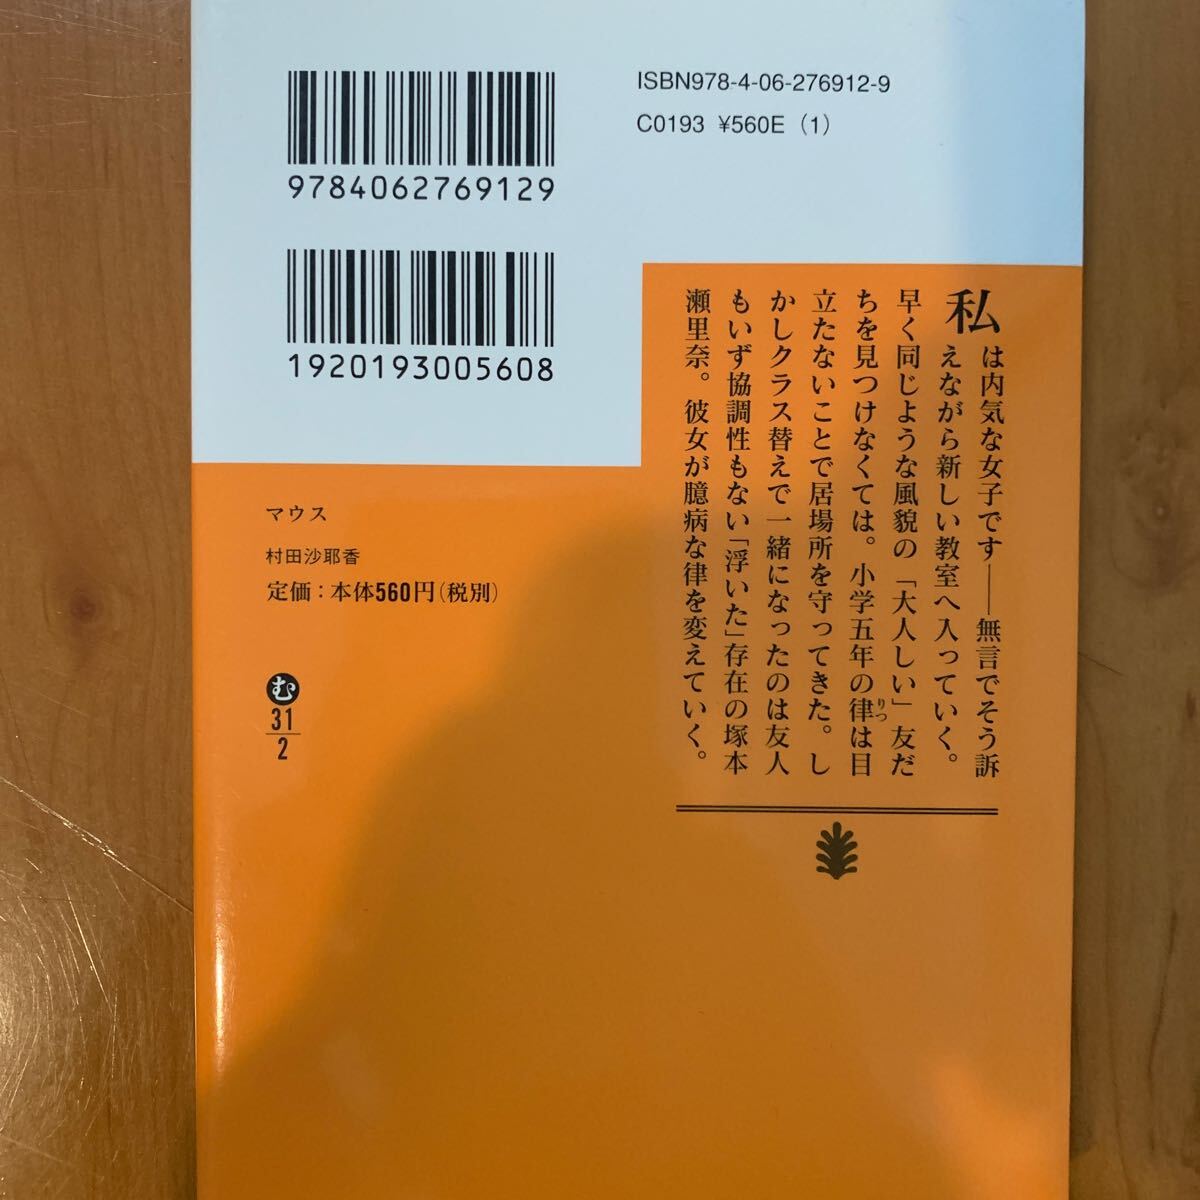 9784062769129
ISBN978-4-06-276912-9
C0193 ¥560E (1)
1920193005608
私は内気な女子です――無言でそう訴
えながら新しい教室へ入っていく。
早く同じような風貌の「大人しい」友だ
ちを見つけなくては。小学五年の律は目
りつ
立たないことで居場所を守ってきた。し
かしクラス替えで一緒になったのは友人
もいず協調性もない「浮いた」存在の塚本
瀬里奈。彼女が臆病な律を変えていく。
マウス
村田沙耶香
定価:本体560円(税別)
む
31
2